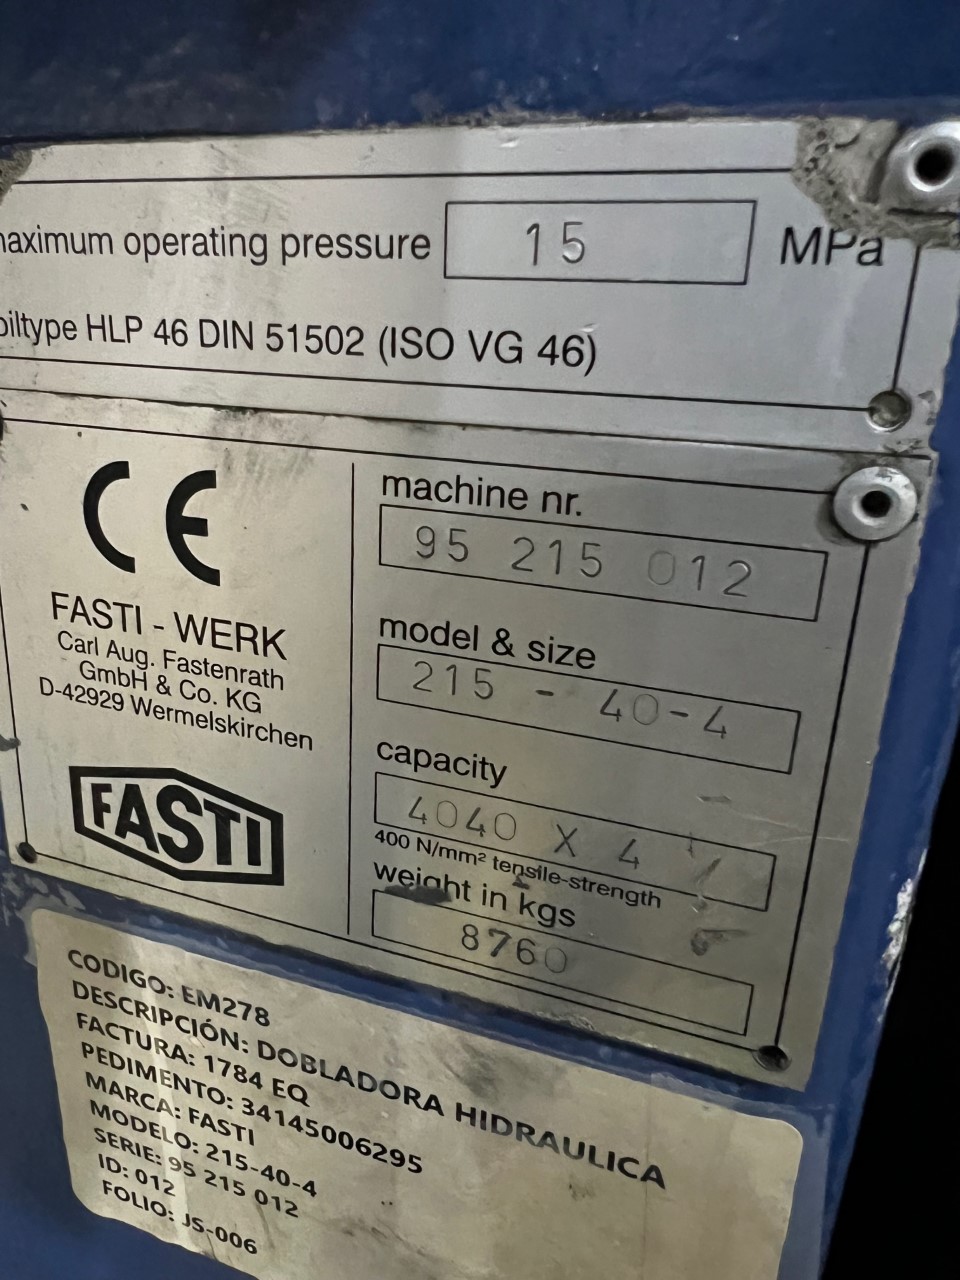 maximum operating pressure 15 MPa
oiltype HLP 46 DIN 51502 (ISO VG 46)
CE
FASTI - WERK
Carl Aug. Fastenrath
GmbH & Co. KG
D-42929 Wermelskirchen
FASTI
machine nr.
95 215 012
model & size
215 - 40-4
capacity
4040 X 4
400 N/mm² tensile-strength
weight in kgs
8760
CODIGO: EM278
DESCRIPCIÓN: DOBLADORA HIDRAULICA
FACTURA: 1784 EQ
PEDIMENTO: 34145006295
MARCA: FASTI
MODELO: 215-40-4
SERIE: 95 215 012
ID: 012
FOLIO: JS-006